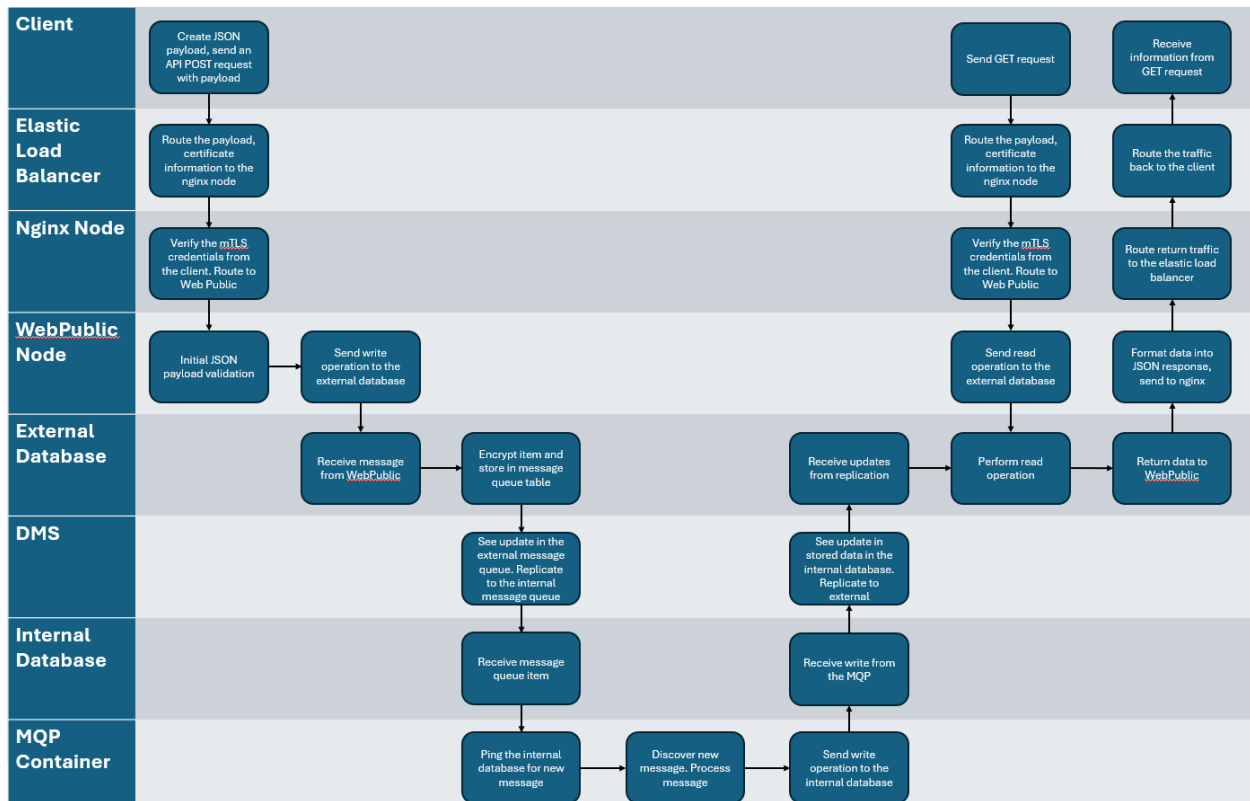 Client
Create JSON
payload, send an
API POST request
with payload
Send GET request
Receive
information from
GET request
Elastic
Load
Balancer
Route the payload,
certificate
information to the
nginx node
Route the payload,
certificate
information to the
nginx node
Route the traffic
back to the client
Nginx Node
Verify the mTLS
credentials from
the client. Route to
Web Public
Verify the mTLS
credentials from
the client. Route to
Web Public
Route return traffic
to the elastic load
balancer
WebPublic
Node
Initial JSON
payload validation
Send write
operation to the
external database
Send read
operation to the
external database
Format data into
JSON response,
send to nginx
External
Database
Receive message
from WebPublic
Encrypt item and
store in message
queue table
Receive updates
from replication
Perform read
operation
Return data to
WebPublic
DMS
See update in the
external message
queue. Replicate
to the internal
message queue
See update in
stored data in the
internal database.
Replicate to
external
Internal
Database
Receive message
queue item
Receive write from
the MQP
MQP
Container
Ping the internal
database for new
message
Discover new
message. Process
message
Send write
operation to the
internal database